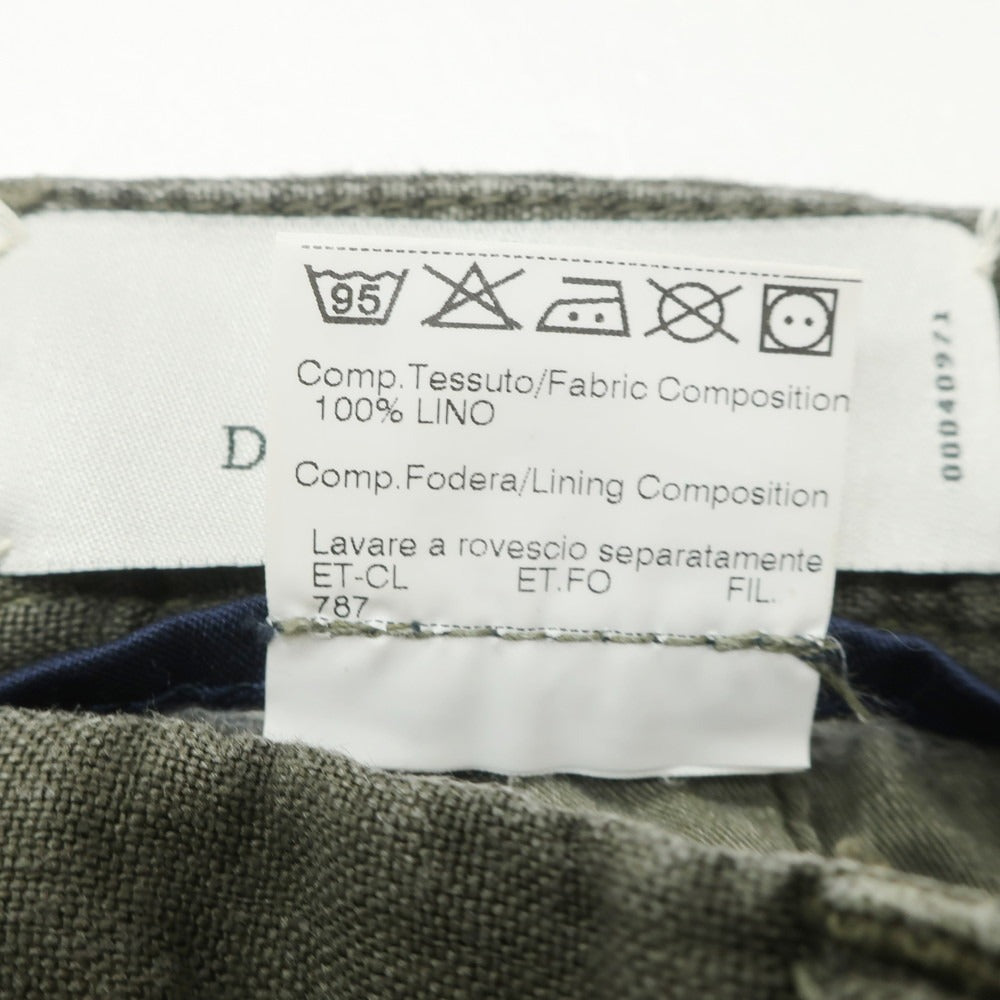 95
Comp.Tessuto/Fabric Composition
100% LINO
Comp.Fodera/Lining Composition
Lavare a rovescio separatamente
ET-CL ET.FO FIL.
787
D
00040971